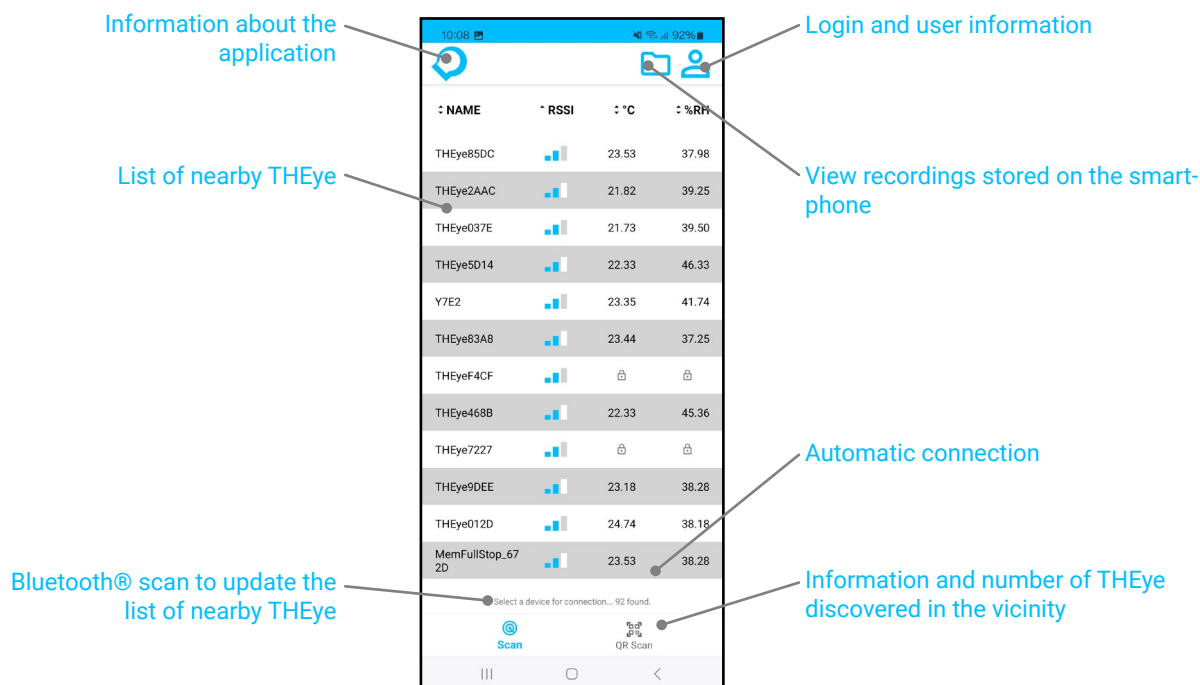 Information about the
application
Login and user information
List of nearby THEye
View recordings stored on the smart-
phone
Automatic connection
Bluetooth® scan to update the
list of nearby THEye
Information and number of THEye
discovered in the vicinity
10:08 92%
NAME RSSI °C %RH
THEye85DC 23.53 37.98
THEye2AAC 21.82 39.25
THEye037E 21.73 39.50
THEye5D14 22.33 46.33
Y7E2 23.35 41.74
THEye83A8 23.44 37.25
THEyeF4CF
THEye468B 22.33 45.36
THEye7227
THEye9DEE 23.18 38.28
THEye012D 24.74 38.18
MemFullStop_67
2D 23.53 38.28
Select a device for connection... 92 found.
Scan QR Scan